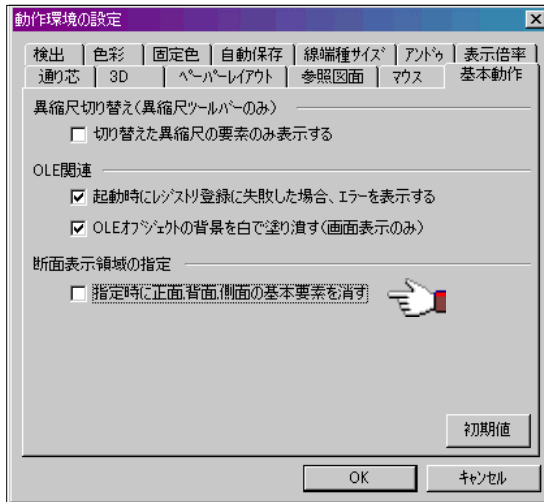 動作環境の設定
検出 色彩 固定色 自動保存 線端種サイズ アンドゥ 表示倍率
通り芯 3D ペーパーレイアウト 参照図面 マウス 基本動作
異縮尺切り替え(異縮尺ツールバーのみ)
切り替えた異縮尺の要素のみ表示する
OLE関連
起動時にレジストリ登録に失敗した場合、エラーを表示する
OLEオブジェクトの背景を白で塗り潰す(画面表示のみ)
断面表示領域の指定
指定時に正面,背面,側面の基本要素を消す
初期値
OK キャンセル